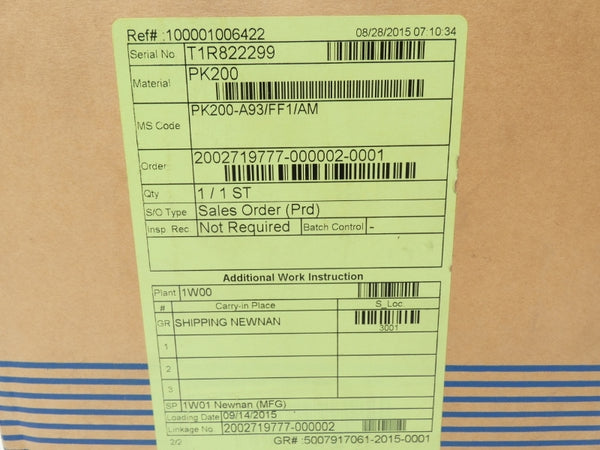 Ref# :100001006422 08/28/2015 07:10:34
Serial No T1R822299
Material PK200
MS Code PK200-A93/FF1/AM
Order 2002719777-000002-0001
Qty 1 / 1 ST
S/O Type Sales Order (Prd)
insp. Rec Not Required Batch Control -
Additional Work Instruction
Plant 1W00
# Carry-in Place S_Loc
GR SHIPPING NEWNAN 3001
1
2
3
SP 1W01 Newnan (MFG)
Loading Date 09/14/2015
Linkage No. 2002719777-000002
2/2 GR# :5007917061-2015-0001